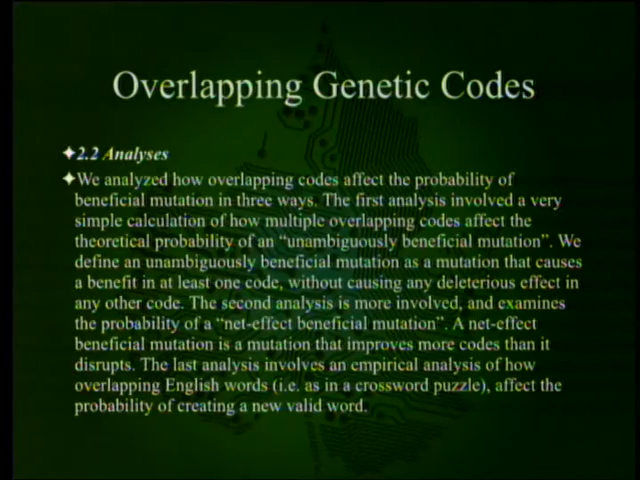 Overlapping Genetic Codes
2.2 Analyses
We analyzed how overlapping codes affect the probability of
beneficial mutation in three ways. The first analysis involved a very
simple calculation of how multiple overlapping codes affect the
theoretical probability of an “unambiguously beneficial mutation”. We
define an unambiguously beneficial mutation as a mutation that causes
a benefit in at least one code, without causing any deleterious effect in
any other code. The second analysis is more involved, and examines
the probability of a “net-effect beneficial mutation”. A net-effect
beneficial mutation is a mutation that improves more codes than it
disrupts. The last analysis involves an empirical analysis of how
overlapping English words (i.e. as in a crossword puzzle), affect the
probability of creating a new valid word.